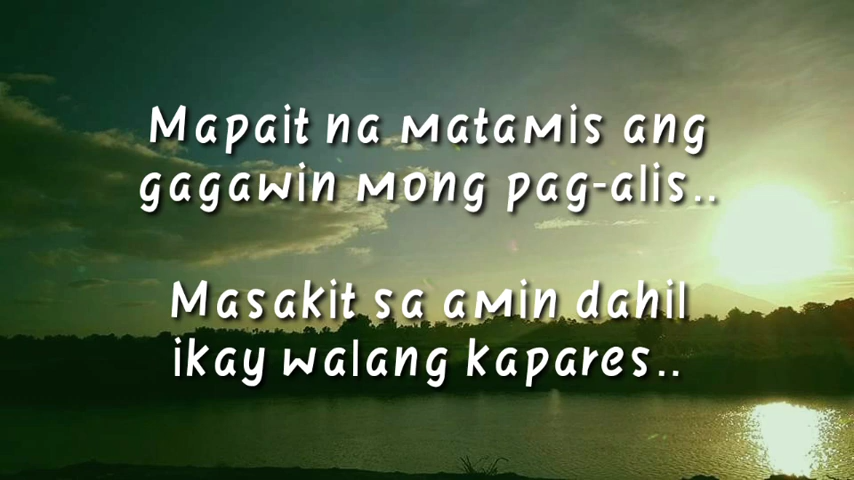 Mapait na matamis ang
gagawin mong pag-alis..
Masakit sa amin dahil
ikay walang kapares..